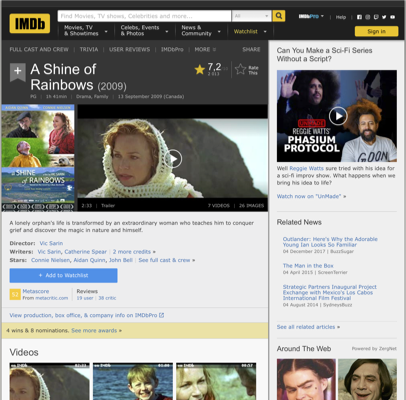 IMDb
Find Movies, TV shows, Celebrities and more...
All
IMDbPro
Help
Movies, TV & Showtimes
Celebs, Events & Photos
News & Community
Watchlist
Sign in
FULL CAST AND CREW | TRIVIA | USER REVIEWS | IMDbPro | MORE
SHARE
A Shine of Rainbows (2009)
7,2
Rate This
PG | 1h 41min | Drama, Family | 13 September 2009 (Canada)
SHINE of RAINBOWS
2:33 | Trailer
7 VIDEOS | 26 IMAGES
A lonely orphan's life is transformed by an extraordinary woman who teaches him to conquer
grief and discover the magic in nature and himself.
Director: Vic Sarin
Writers: Vic Sarin, Catherine Spear | 2 more credits »
Stars: Connie Nielsen, Aidan Quinn, John Bell | See full cast & crew »
+ Add to Watchlist
Metascore
From metacritic.com
Reviews
19 user | 38 critic
View production, box office, & company info on IMDbPro
4 wins & 8 nominations. See more awards »
Videos
Can You Make a Sci-Fi Series
Without a Script?
REGGIE WATTS'
PHASIUM
PROTOCOL
Well Reggie Watts sure tried with his idea for
a sci-fi improv show. What happens when we
bring his idea to life?
Watch now on "UnMade" »
Related News
Outlander: Here's Why the Adorable
Young Ian Looks So Familiar
04 December 2017 | BuzzSugar
The Man in the Box
04 April 2015 | ScreenTerrier
Strategic Partners Inaugural Project
Exchange with Mexico's Los Cabos
International Film Festival
04 August 2014 | SydneysBuzz
See all related articles »
Around The Web | Powered by ZergNet